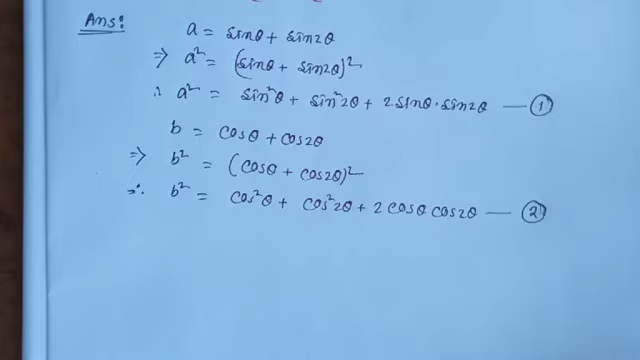 Ans:
a = sinθ + sin2θ
⇒ a² = (sinθ + sin2θ)²
∴ a² = sin²θ + sin²2θ + 2 sinθ·sin2θ — ①
b = cosθ + cos2θ
⇒ b² = (cosθ + cos2θ)²
∴ b² = cos²θ + cos²2θ + 2 cosθ cos2θ — ②